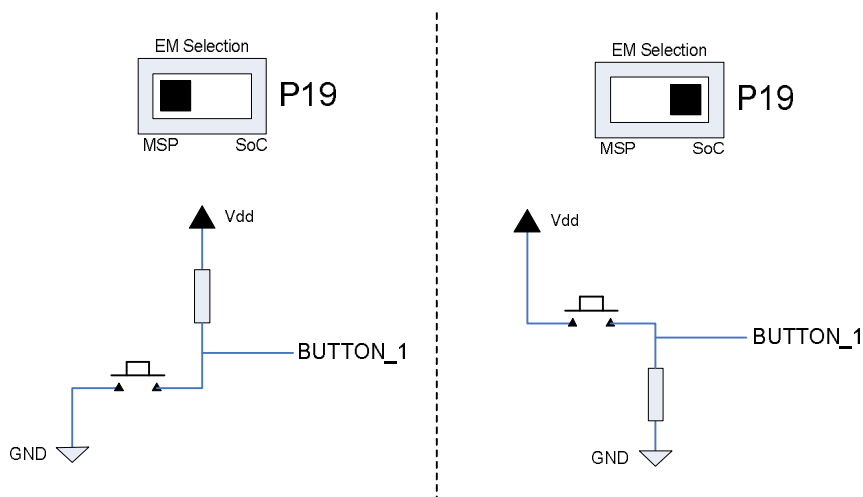 EM Selection
P19
MSP SoC
Vdd
BUTTON_1
GND
EM Selection
P19
MSP SoC
Vdd
BUTTON_1
GND